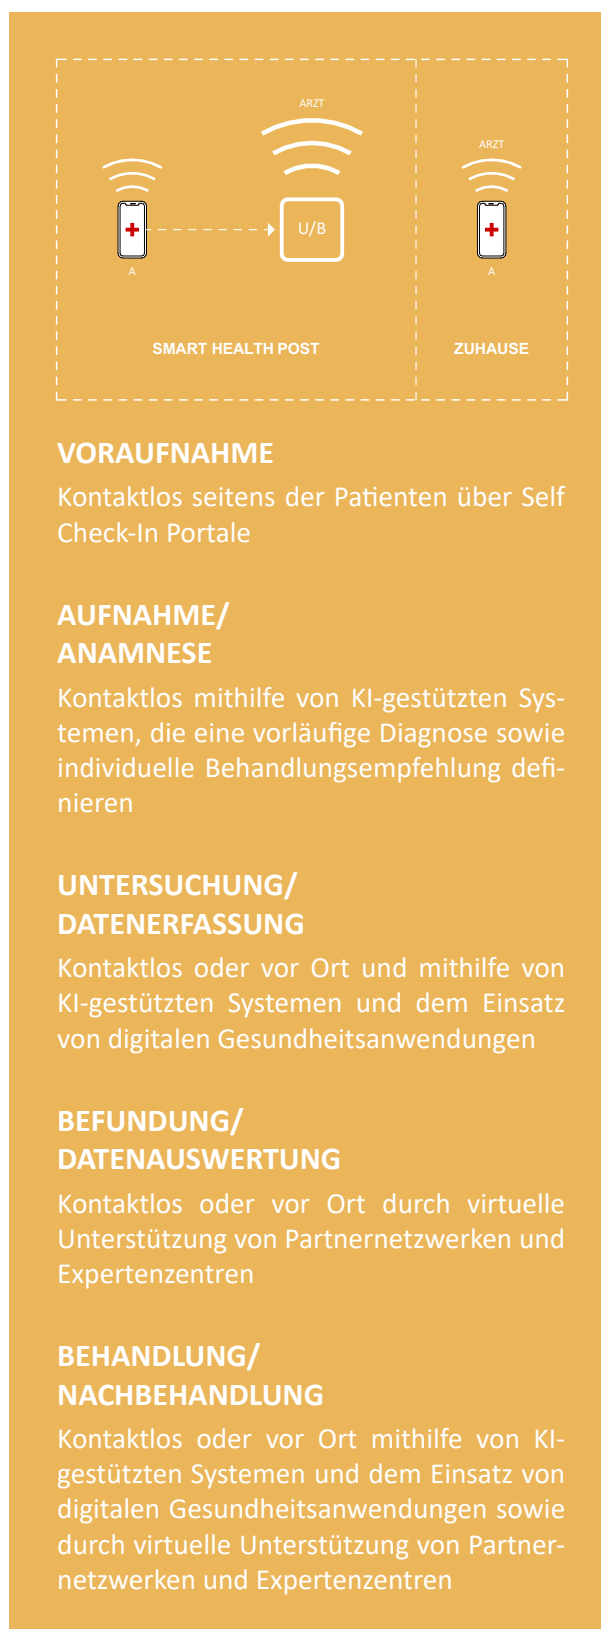 ARZT
ARZT
U/B
A
A
SMART HEALTH POST
ZUHAUSE
VORAUFNAHME
Kontaktlos seitens der Patienten über Self
Check-In Portale
AUFNAHME/
ANAMNESE
Kontaktlos mithilfe von KI-gestützten Sys-
temen, die eine vorläufige Diagnose sowie
individuelle Behandlungsempfehlung defi-
nieren
UNTERSUCHUNG/
DATENERFASSUNG
Kontaktlos oder vor Ort und mithilfe von
KI-gestützten Systemen und dem Einsatz
von digitalen Gesundheitsanwendungen
BEFUNDUNG/
DATENAUSWERTUNG
Kontaktlos oder vor Ort durch virtuelle
Unterstützung von Partnernetzwerken und
Expertenzentren
BEHANDLUNG/
NACHBEHANDLUNG
Kontaktlos oder vor Ort mithilfe von KI-
gestützten Systemen und dem Einsatz von
digitalen Gesundheitsanwendungen sowie
durch virtuelle Unterstützung von Partner-
netzwerken und Expertenzentren